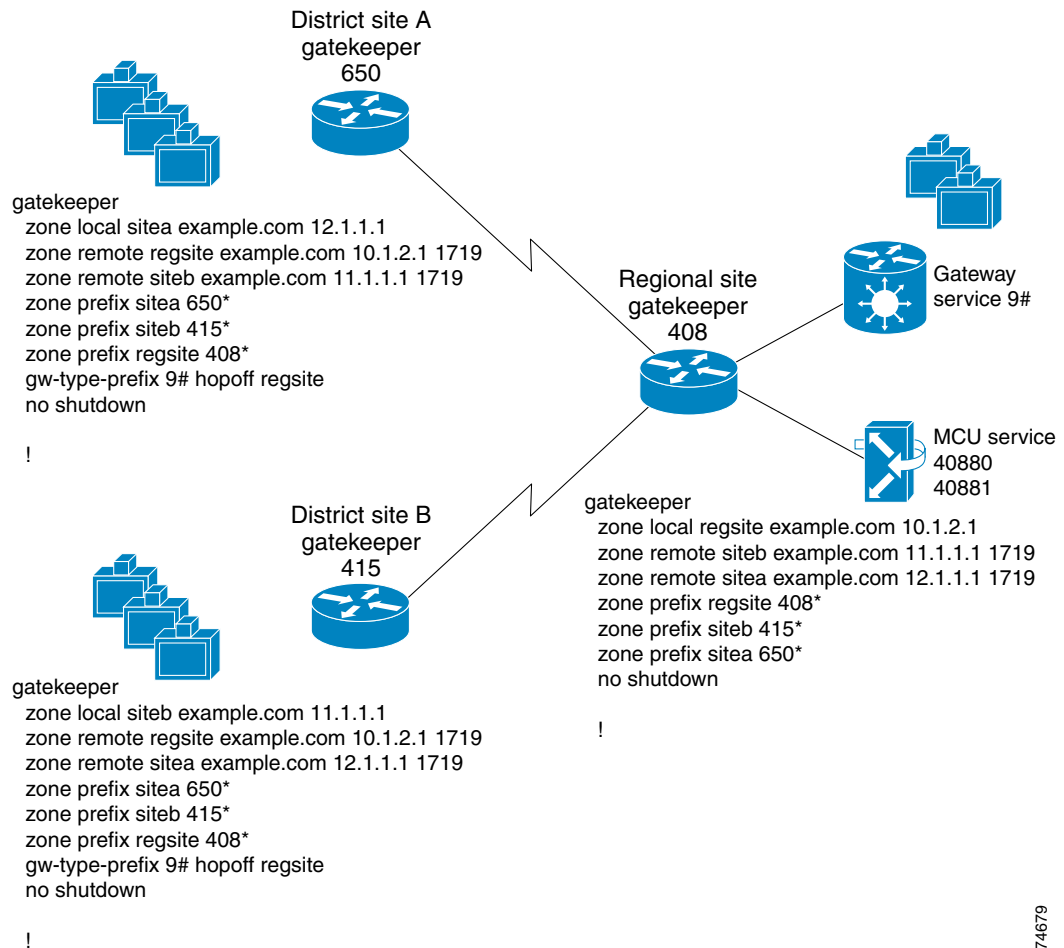 District site A
gatekeeper
650
gatekeeper
zone local sitea example.com 12.1.1.1
zone remote regsite example.com 10.1.2.1 1719
zone remote siteb example.com 11.1.1.1 1719
zone prefix sitea 650*
zone prefix siteb 415*
zone prefix regsite 408*
gw-type-prefix 9# hopoff regsite
no shutdown
!
Regional site
gatekeeper
408
Gateway
service 9#
MCU service
40880
40881
gatekeeper
zone local regsite example.com 10.1.2.1
zone remote siteb example.com 11.1.1.1 1719
zone remote sitea example.com 12.1.1.1 1719
zone prefix regsite 408*
zone prefix siteb 415*
zone prefix sitea 650*
no shutdown
!
District site B
gatekeeper
415
gatekeeper
zone local siteb example.com 11.1.1.1
zone remote regsite example.com 10.1.2.1 1719
zone remote sitea example.com 12.1.1.1 1719
zone prefix sitea 650*
zone prefix siteb 415*
zone prefix regsite 408*
gw-type-prefix 9# hopoff regsite
no shutdown
!
74679